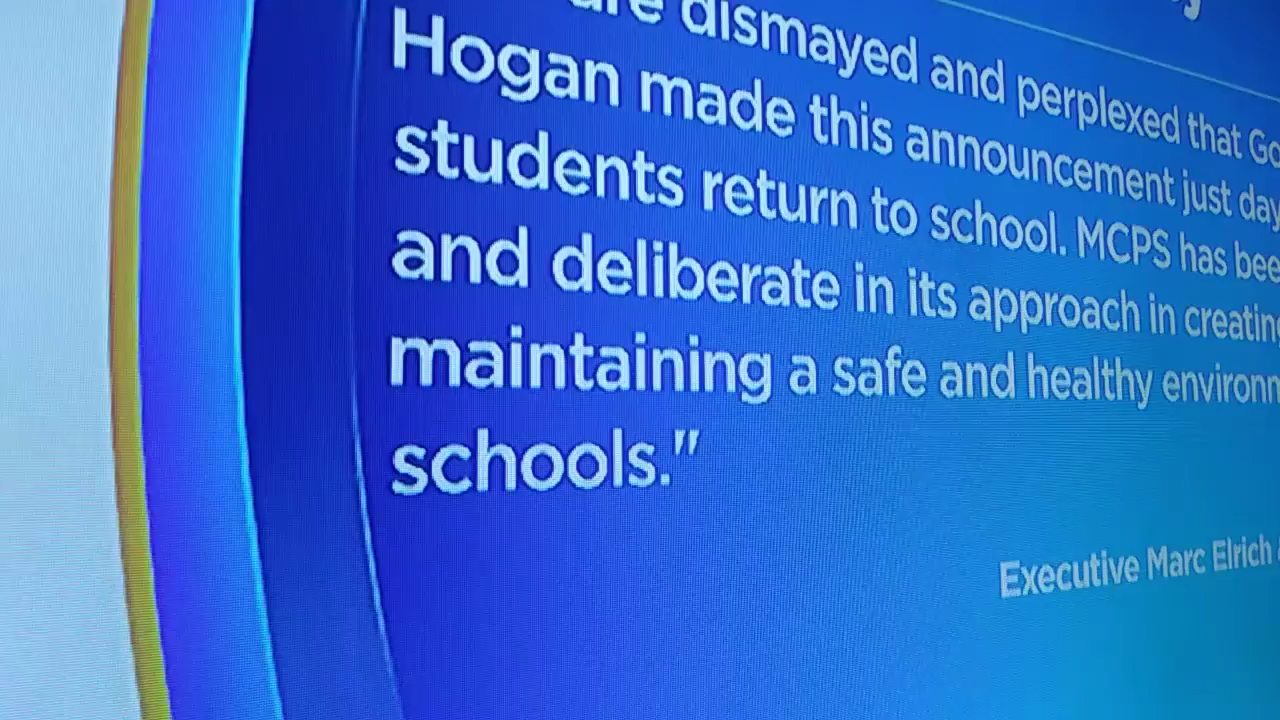 are dismayed and perplexed that
Hogan made this announcement just
students return to school. MCPS has
and deliberate in its approach in
maintaining a safe and healthy
schools."
Executive Marc Elrich